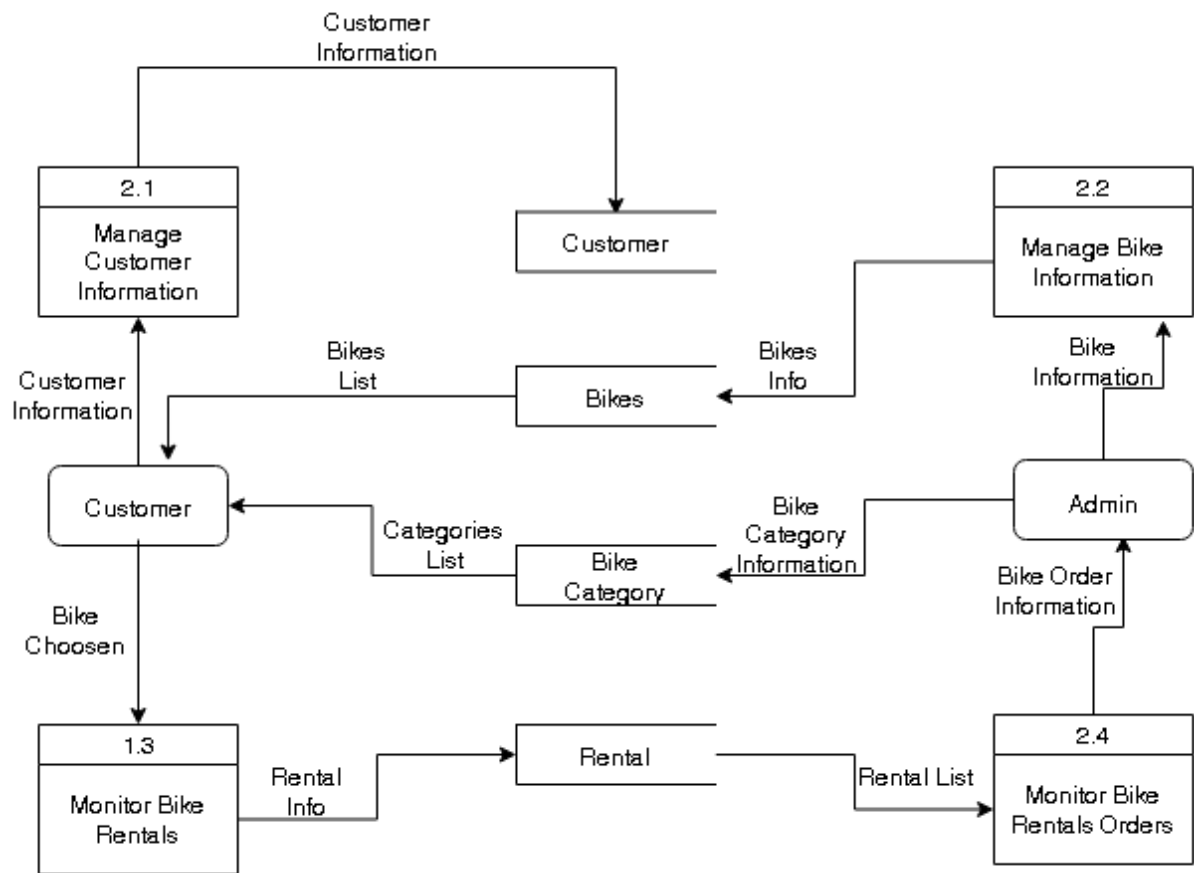 Customer
Information
2.1
Manage
Customer
Information
Customer
2.2
Manage Bike
Information
Bikes
List
Bikes
Info
Bike
Information
Customer
Information
Bikes
Customer
Categories
List
Bike
Category
Information
Admin
Bike
Category
Bike Order
Information
Bike
Choosen
1.3
Monitor Bike
Rentals
Rental
Info
Rental
Rental List
2.4
Monitor Bike
Rentals Orders